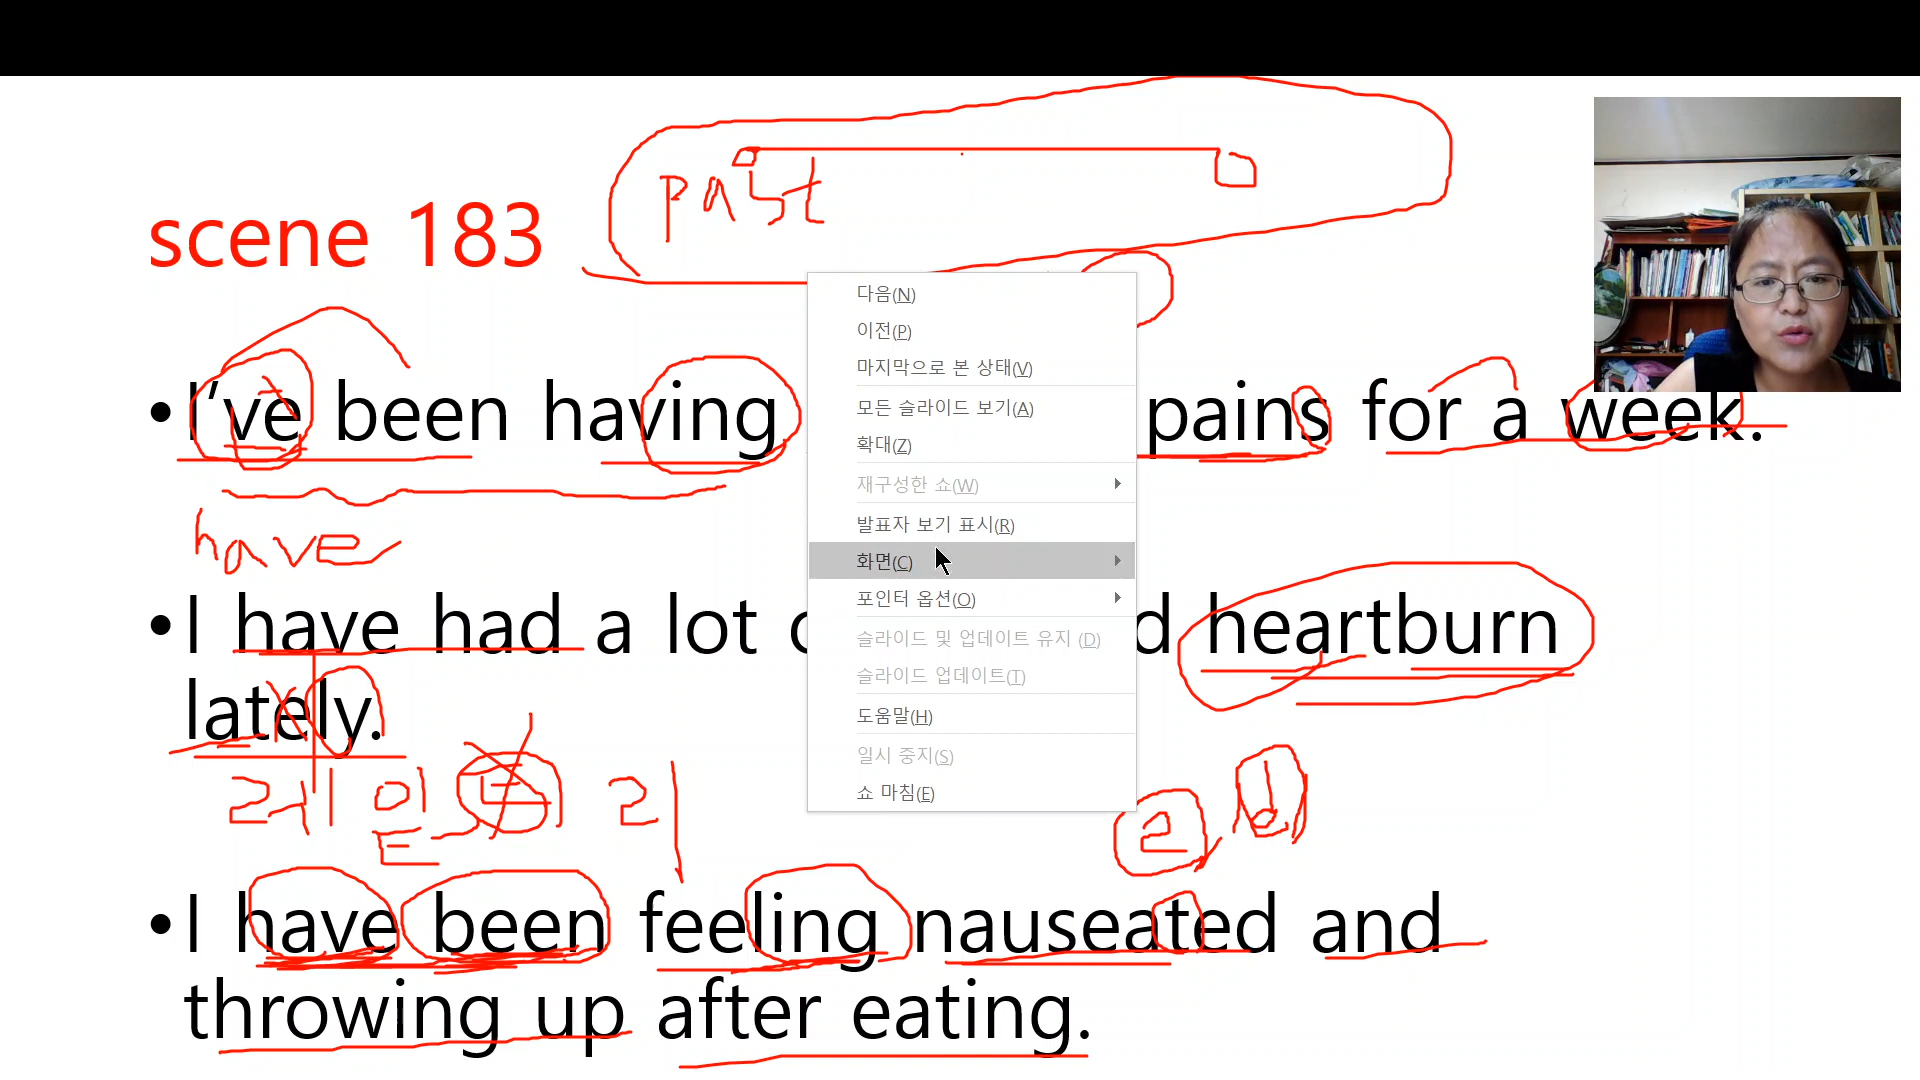 past
scene 183
• I've been having pains for a week.
have
• I have had a lot d heartburn
lately.
레 인 트 리
트
e, d
• I have been feeling nauseated and
throwing up after eating.
다음(N)
이전(P)
마지막으로 본 상태(V)
모든 슬라이드 보기(A)
확대(Z)
재구성한 쇼(W)
발표자 보기 표시(R)
화면(C)
포인터 옵션(O)
슬라이드 및 업데이트 유지 (D)
슬라이드 업데이트(T)
도움말(H)
일시 중지(S)
쇼 마침(E)